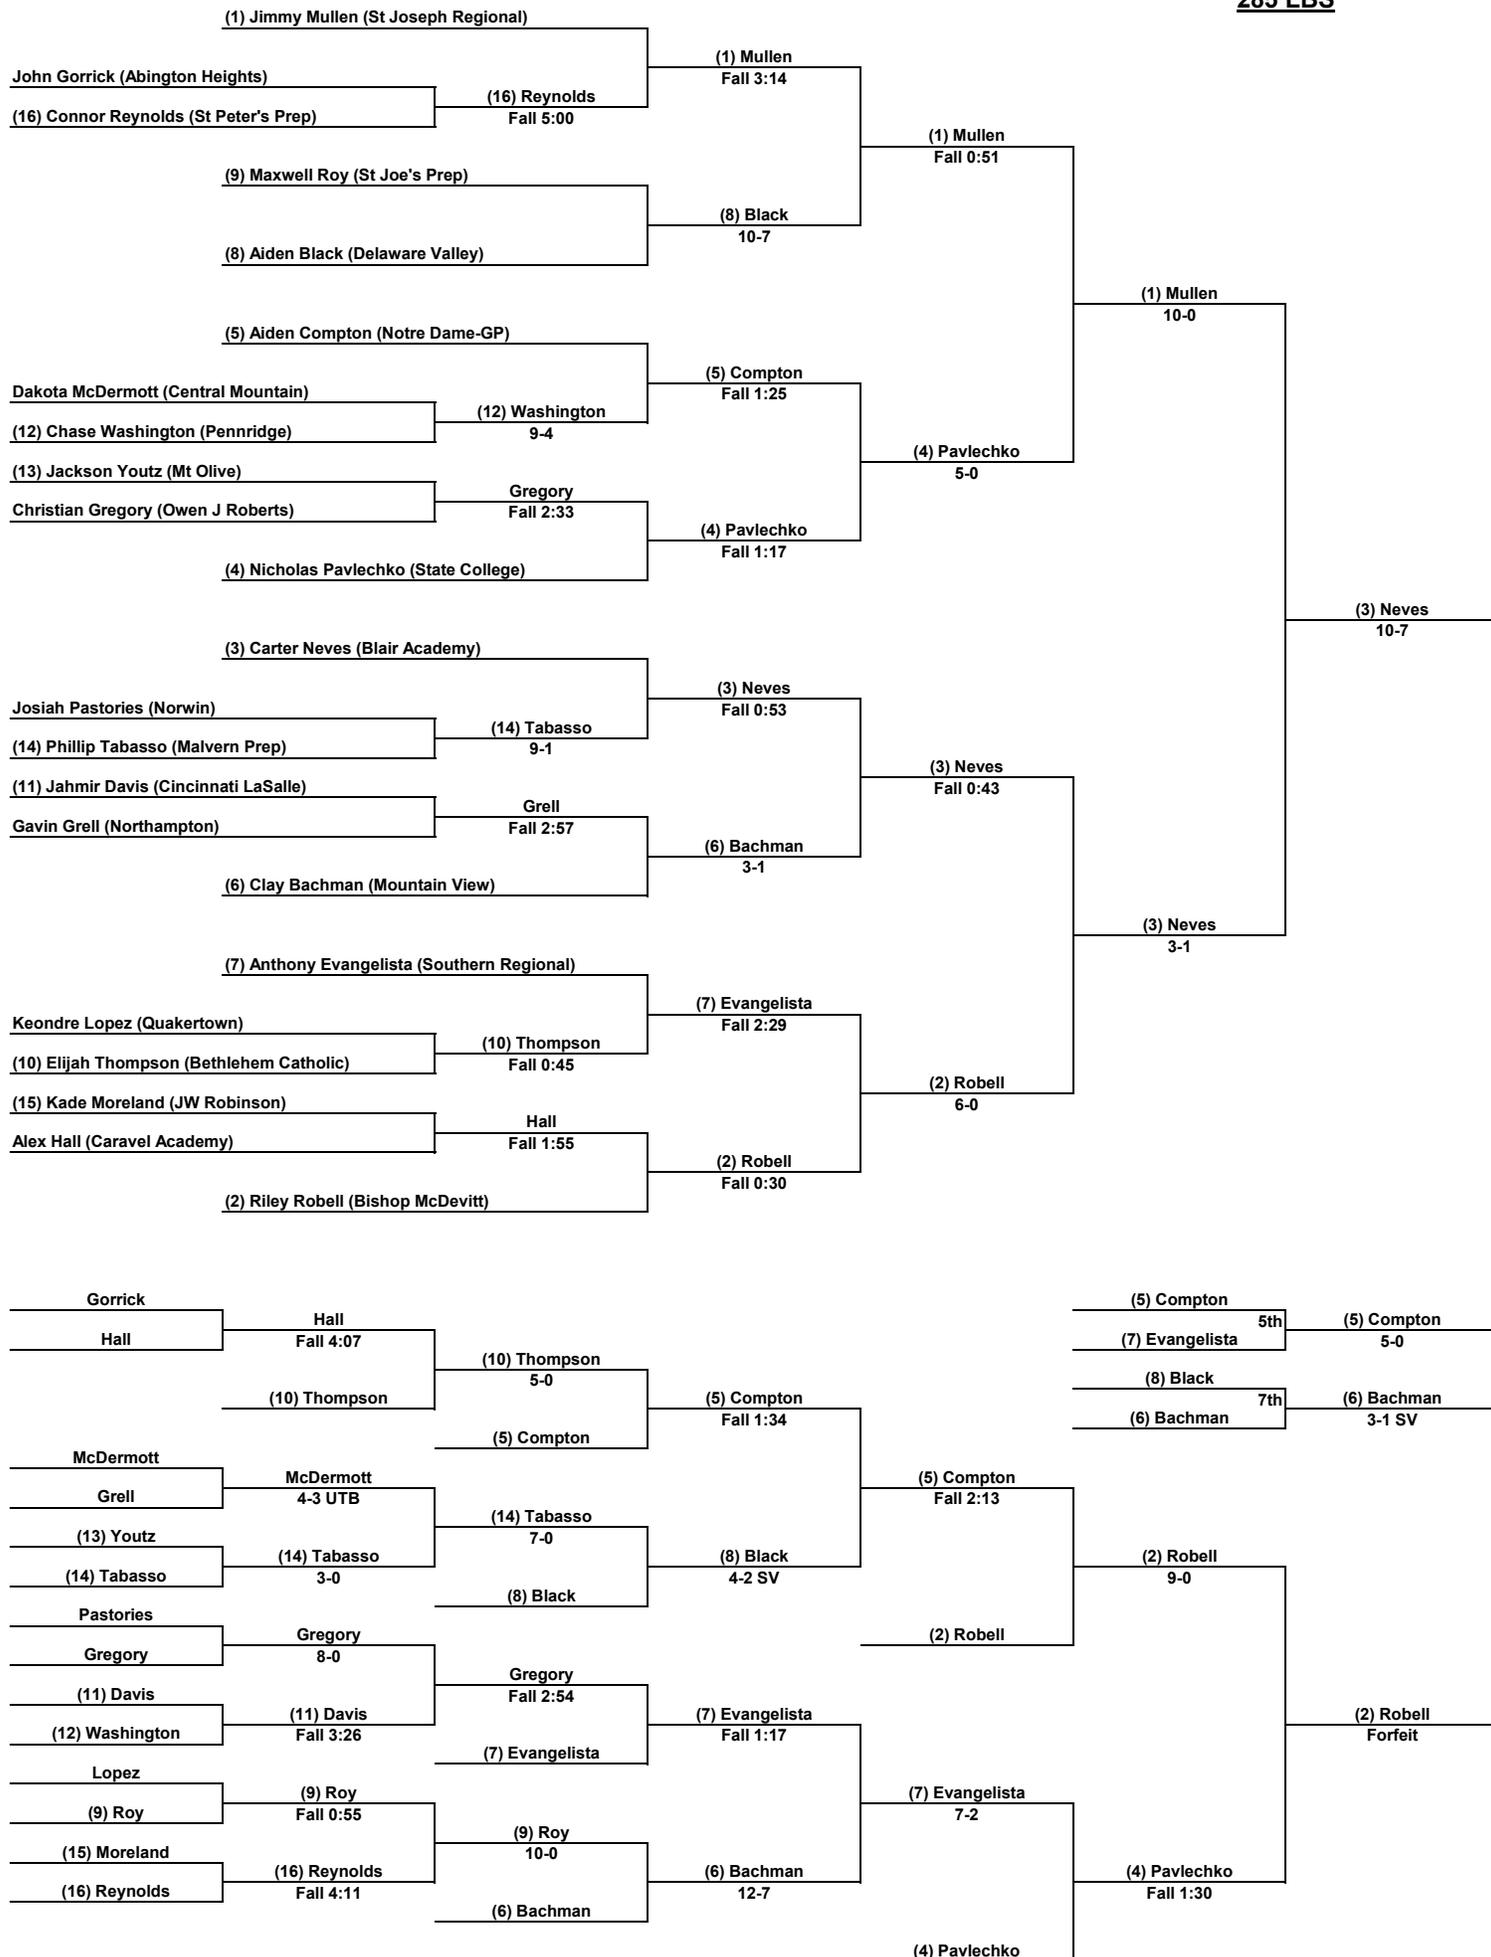 285 LBS
(1) Jimmy Mullen (St Joseph Regional)
(1) Mullen
Fall 3:14
John Gorrick (Abington Heights)
(16) Reynolds
Fall 5:00
(16) Connor Reynolds (St Peter's Prep)
(1) Mullen
Fall 0:51
(9) Maxwell Roy (St Joe's Prep)
(8) Black
10-7
(8) Aiden Black (Delaware Valley)
(1) Mullen
10-0
(5) Aiden Compton (Notre Dame-GP)
(5) Compton
Fall 1:25
Dakota McDermott (Central Mountain)
(12) Washington
9-4
(12) Chase Washington (Pennridge)
(4) Pavlechko
5-0
(13) Jackson Youtz (Mt Olive)
Gregory
Fall 2:33
Christian Gregory (Owen J Roberts)
(4) Pavlechko
Fall 1:17
(4) Nicholas Pavlechko (State College)
(3) Neves
10-7
(3) Carter Neves (Blair Academy)
(3) Neves
Fall 0:53
Josiah Pastories (Norwin)
(14) Tabasso
9-1
(14) Phillip Tabasso (Malvern Prep)
(3) Neves
Fall 0:43
(11) Jahmir Davis (Cincinnati LaSalle)
Grell
Fall 2:57
Gavin Grell (Northampton)
(6) Bachman
3-1
(6) Clay Bachman (Mountain View)
(3) Neves
3-1
(7) Anthony Evangelista (Southern Regional)
(7) Evangelista
Fall 2:29
Keondre Lopez (Quakertown)
(10) Thompson
Fall 0:45
(10) Elijah Thompson (Bethlehem Catholic)
(2) Robell
6-0
(15) Kade Moreland (JW Robinson)
Hall
Fall 1:55
Alex Hall (Caravel Academy)
(2) Robell
Fall 0:30
(2) Riley Robell (Bishop McDevitt)
Gorrick
Hall
Fall 4:07
Hall
(10) Thompson
5-0
(10) Thompson
(5) Compton
Fall 1:34
(5) Compton
McDermott
McDermott
4-3 UTB
Grell
(5) Compton
Fall 2:13
(14) Tabasso
7-0
(13) Youtz
(14) Tabasso
3-0
(14) Tabasso
(8) Black
4-2 SV
(8) Black
(2) Robell
9-0
(2) Robell
Pastories
Gregory
8-0
Gregory
Gregory
Fall 2:54
(11) Davis
(11) Davis
Fall 3:26
(12) Washington
(7) Evangelista
Fall 1:17
(7) Evangelista
(2) Robell
Forfeit
Lopez
(9) Roy
Fall 0:55
(9) Roy
(7) Evangelista
7-2
(9) Roy
10-0
(15) Moreland
(16) Reynolds
Fall 4:11
(16) Reynolds
(6) Bachman
12-7
(6) Bachman
(4) Pavlechko
Fall 1:30
(4) Pavlechko
(5) Compton
5th
(7) Evangelista
(5) Compton
5-0
(8) Black
7th
(6) Bachman
(6) Bachman
3-1 SV